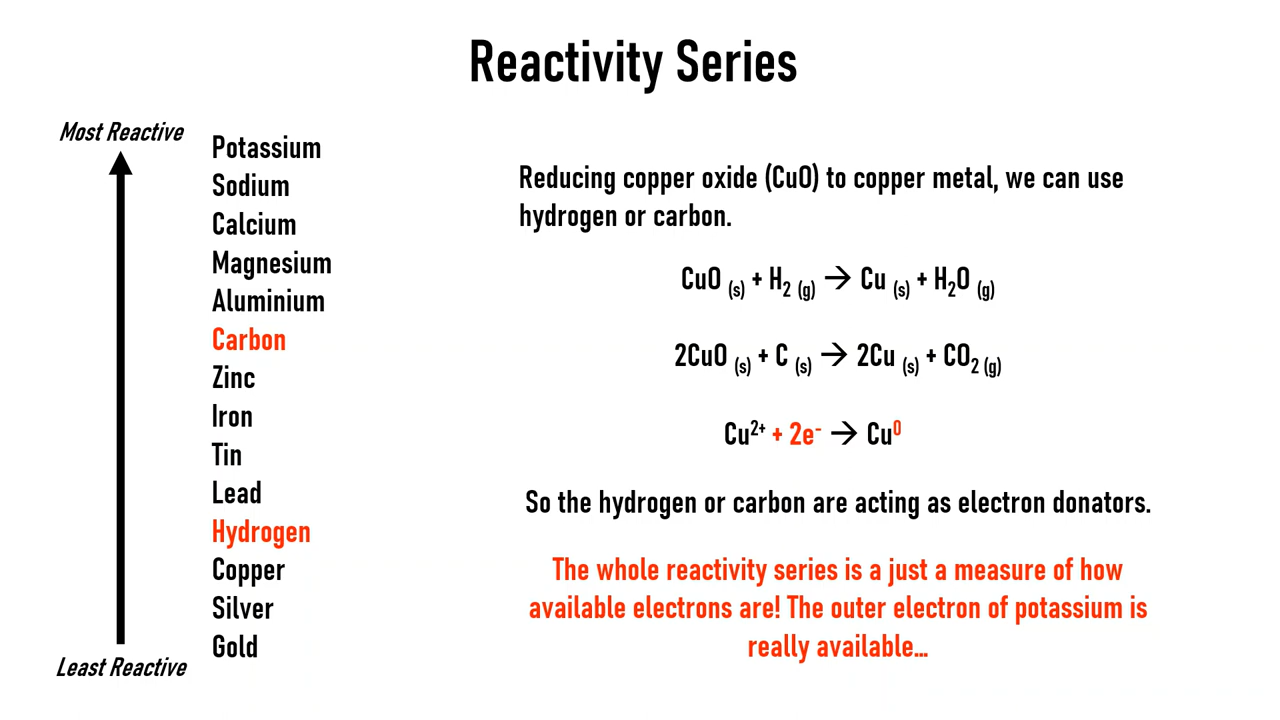 Reactivity Series
Most Reactive
Potassium
Sodium
Calcium
Magnesium
Aluminium
Carbon
Zinc
Iron
Tin
Lead
Hydrogen
Copper
Silver
Gold
Least Reactive
Reducing copper oxide (CuO) to copper metal, we can use
hydrogen or carbon.
CuO (s) + H₂ (g) → Cu (s) + H₂O (g)
2CuO (s) + C (s) → 2Cu (s) + CO₂ (g)
Cu²⁺ + 2e⁻ → Cu⁰
So the hydrogen or carbon are acting as electron donators.
The whole reactivity series is a just a measure of how
available electrons are! The outer electron of potassium is
really available...